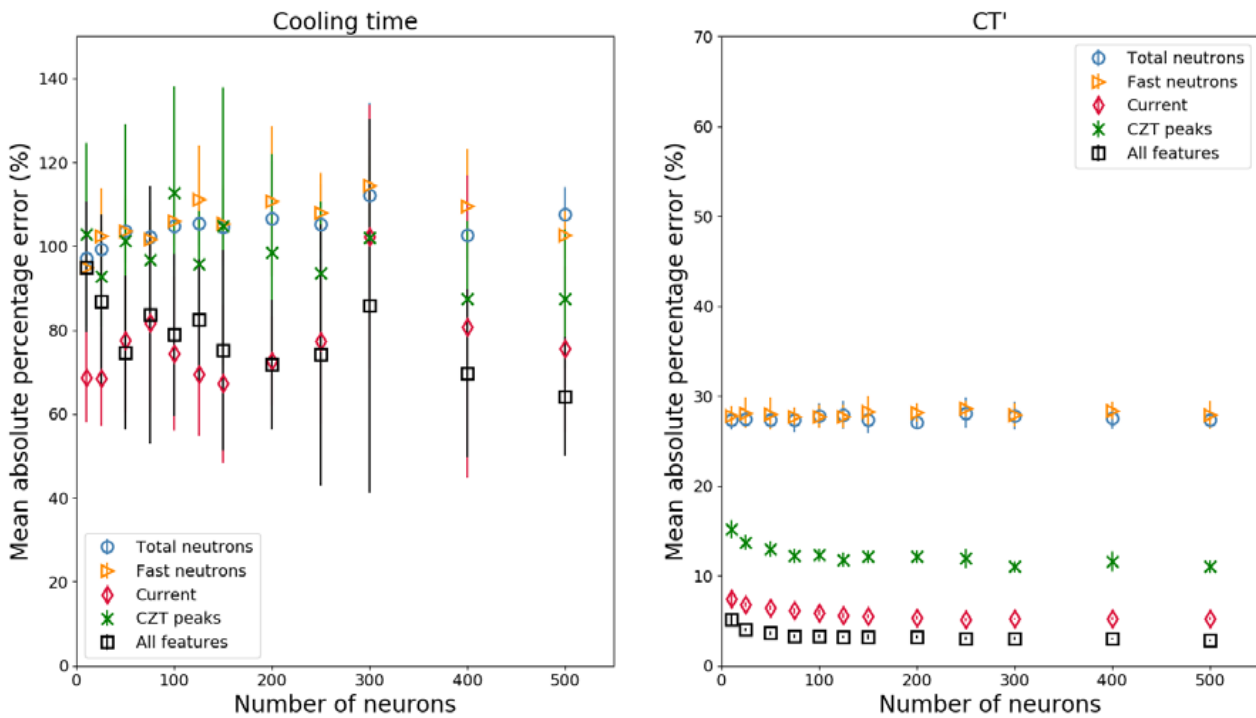 Cooling time
Mean absolute percentage error (%)
140
120
100
80
60
40
20
0
Total neutrons
Fast neutrons
Current
CZT peaks
All features
0 100 200 300 400 500
Number of neurons
CT'
Mean absolute percentage error (%)
70
60
50
40
30
20
10
0
Total neutrons
Fast neutrons
Current
CZT peaks
All features
0 100 200 300 400 500
Number of neurons